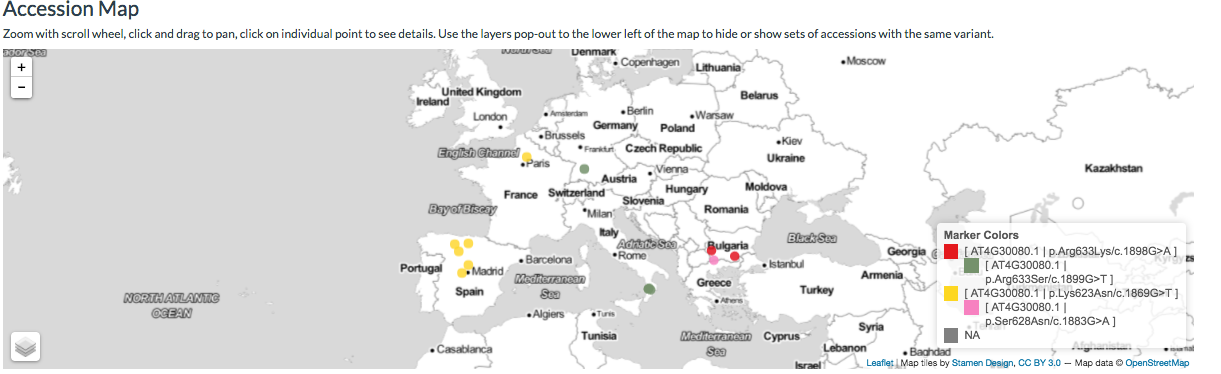 Accession Map
Zoom with scroll wheel, click and drag to pan, click on individual point to see details. Use the layers pop-out to the lower left of the map to hide or show sets of accessions with the same variant.
North Sea
Denmark
Copenhagen
Moscow
+
-
Lithuania
United Kingdom
Ireland
Belarus
London
Amsterdam
Berlin
Warsaw
Germany
Poland
Brussels
English Channel
Frankfurt
Czech Republic
Kiev
Ukraine
Paris
Kazakhstan
Vienna
Austria
France
Switzerland
Hungary
Moldova
Slovenia
Bay of Biscay
Milan
Romania
Italy
Adriatic Sea
Bulgaria
Black Sea
Rome
Georgia
Portugal
Madrid
Barcelona
Istanbul
Armenia
Mediterranean
Sea
Spain
Greece
Turkey
NORTH ATLANTIC
OCEAN
Athens
Algiers
Tunis
Tunisia
Mediterranean
Sea
Cyprus
Syria
Lebanon
Casablanca
Baghdad
Israel
Afghanistan
Marker Colors
[ AT4G30080.1 | p.Arg633Lys/c.1898G>A ]
[ AT4G30080.1 |
p.Arg633Ser/c.1899G>T ]
[ AT4G30080.1 | p.Lys623Asn/c.1869G>T ]
[ AT4G30080.1 |
p.Ser628Asn/c.1883G>A ]
NA
Leaflet | Map tiles by Stamen Design, CC BY 3.0 — Map data © OpenStreetMap